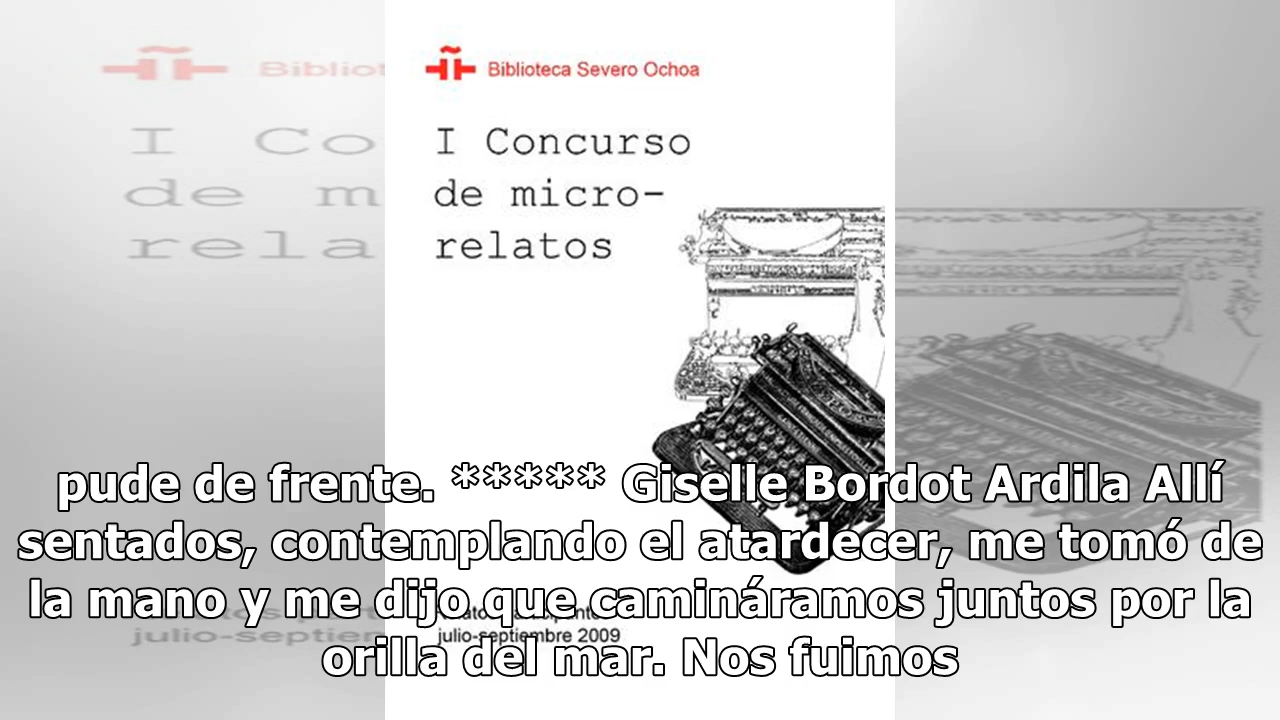 Biblioteca Severo Ochoa
I Concurso
de micro-
relatos
pude de frente. ***** Giselle Bordot Ardila Allí
sentados, contemplando el atardecer, me tomó de
la mano y me dijo que camináramos juntos por la
julio-septiembre 2009
orilla del mar. Nos fuimos